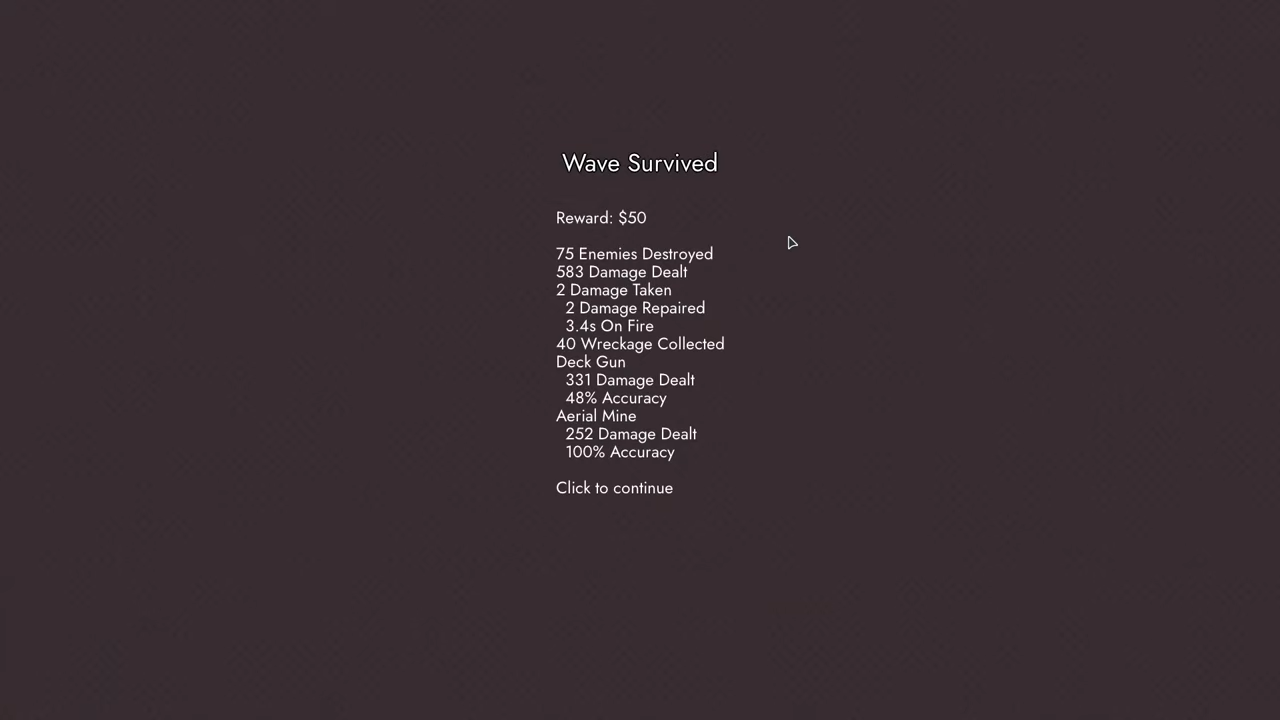 Wave Survived
Reward: $50
75 Enemies Destroyed
583 Damage Dealt
2 Damage Taken
2 Damage Repaired
3.4s On Fire
40 Wreckage Collected
Deck Gun
331 Damage Dealt
48% Accuracy
Aerial Mine
252 Damage Dealt
100% Accuracy
Click to continue